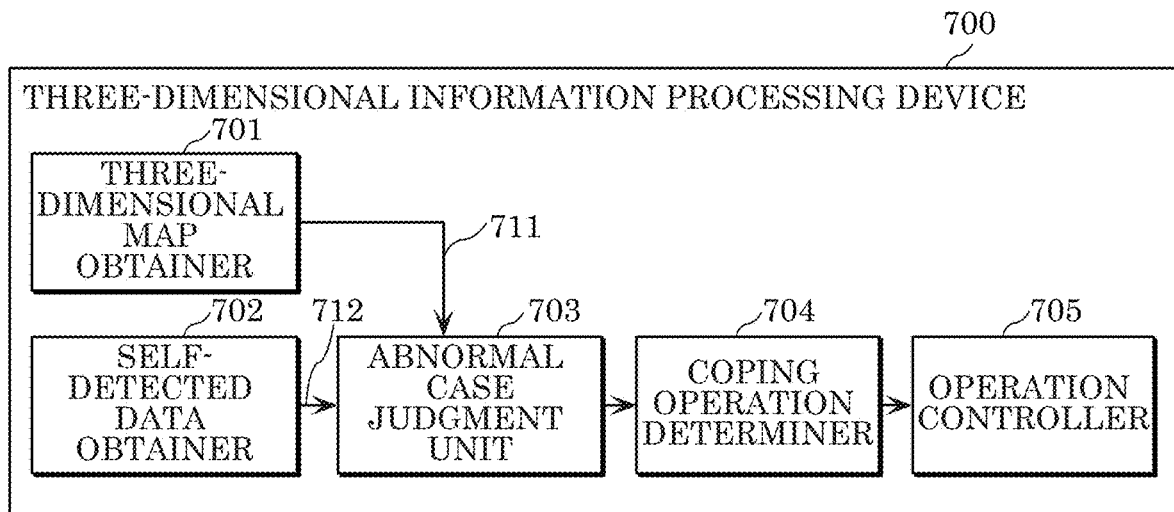 700
THREE-DIMENSIONAL INFORMATION PROCESSING DEVICE
701
THREE-
DIMENSIONAL
MAP
OBTAINER
711
702
SELF-
DETECTED
DATA
OBTAINER
712
703
ABNORMAL
CASE
JUDGMENT
UNIT
704
COPING
OPERATION
DETERMINER
705
OPERATION
CONTROLLER